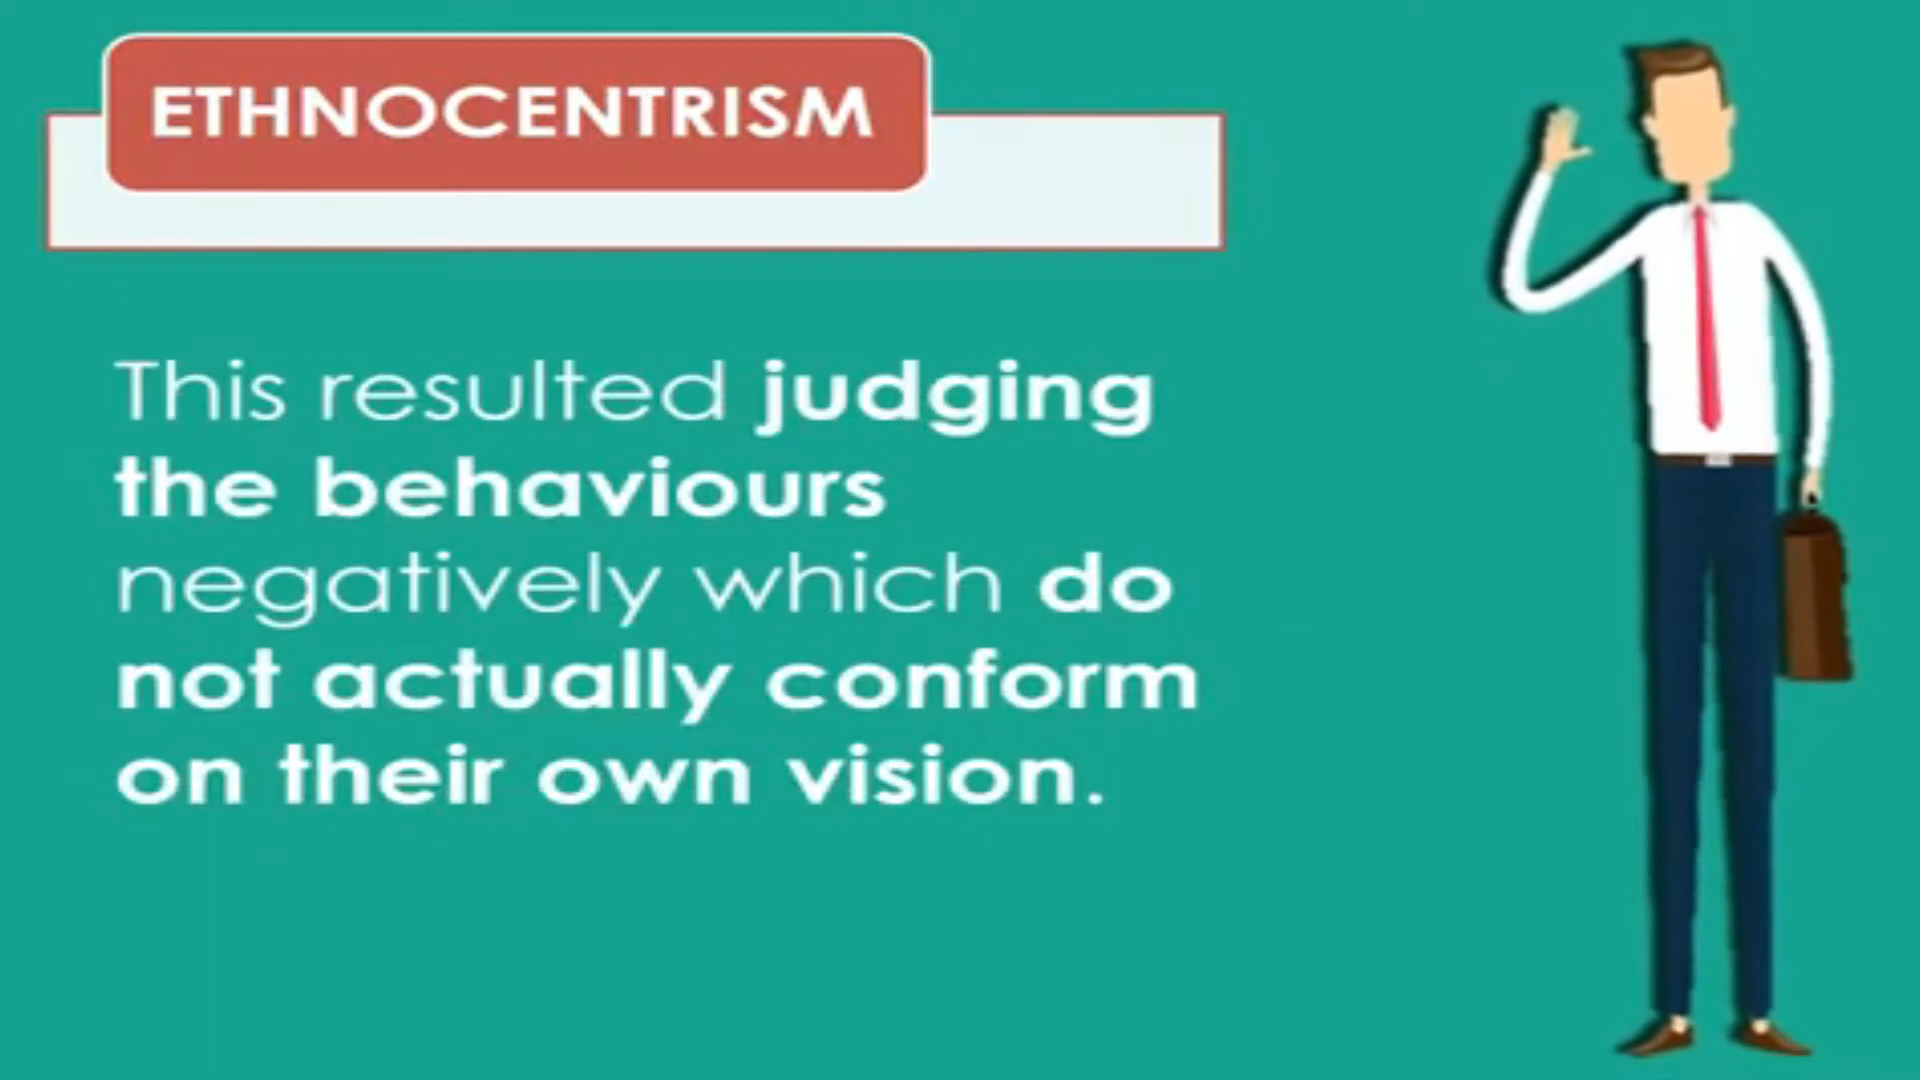 ETHNOCENTRISM
This resulted judging
the behaviours
negatively which do
not actually conform
on their own vision.